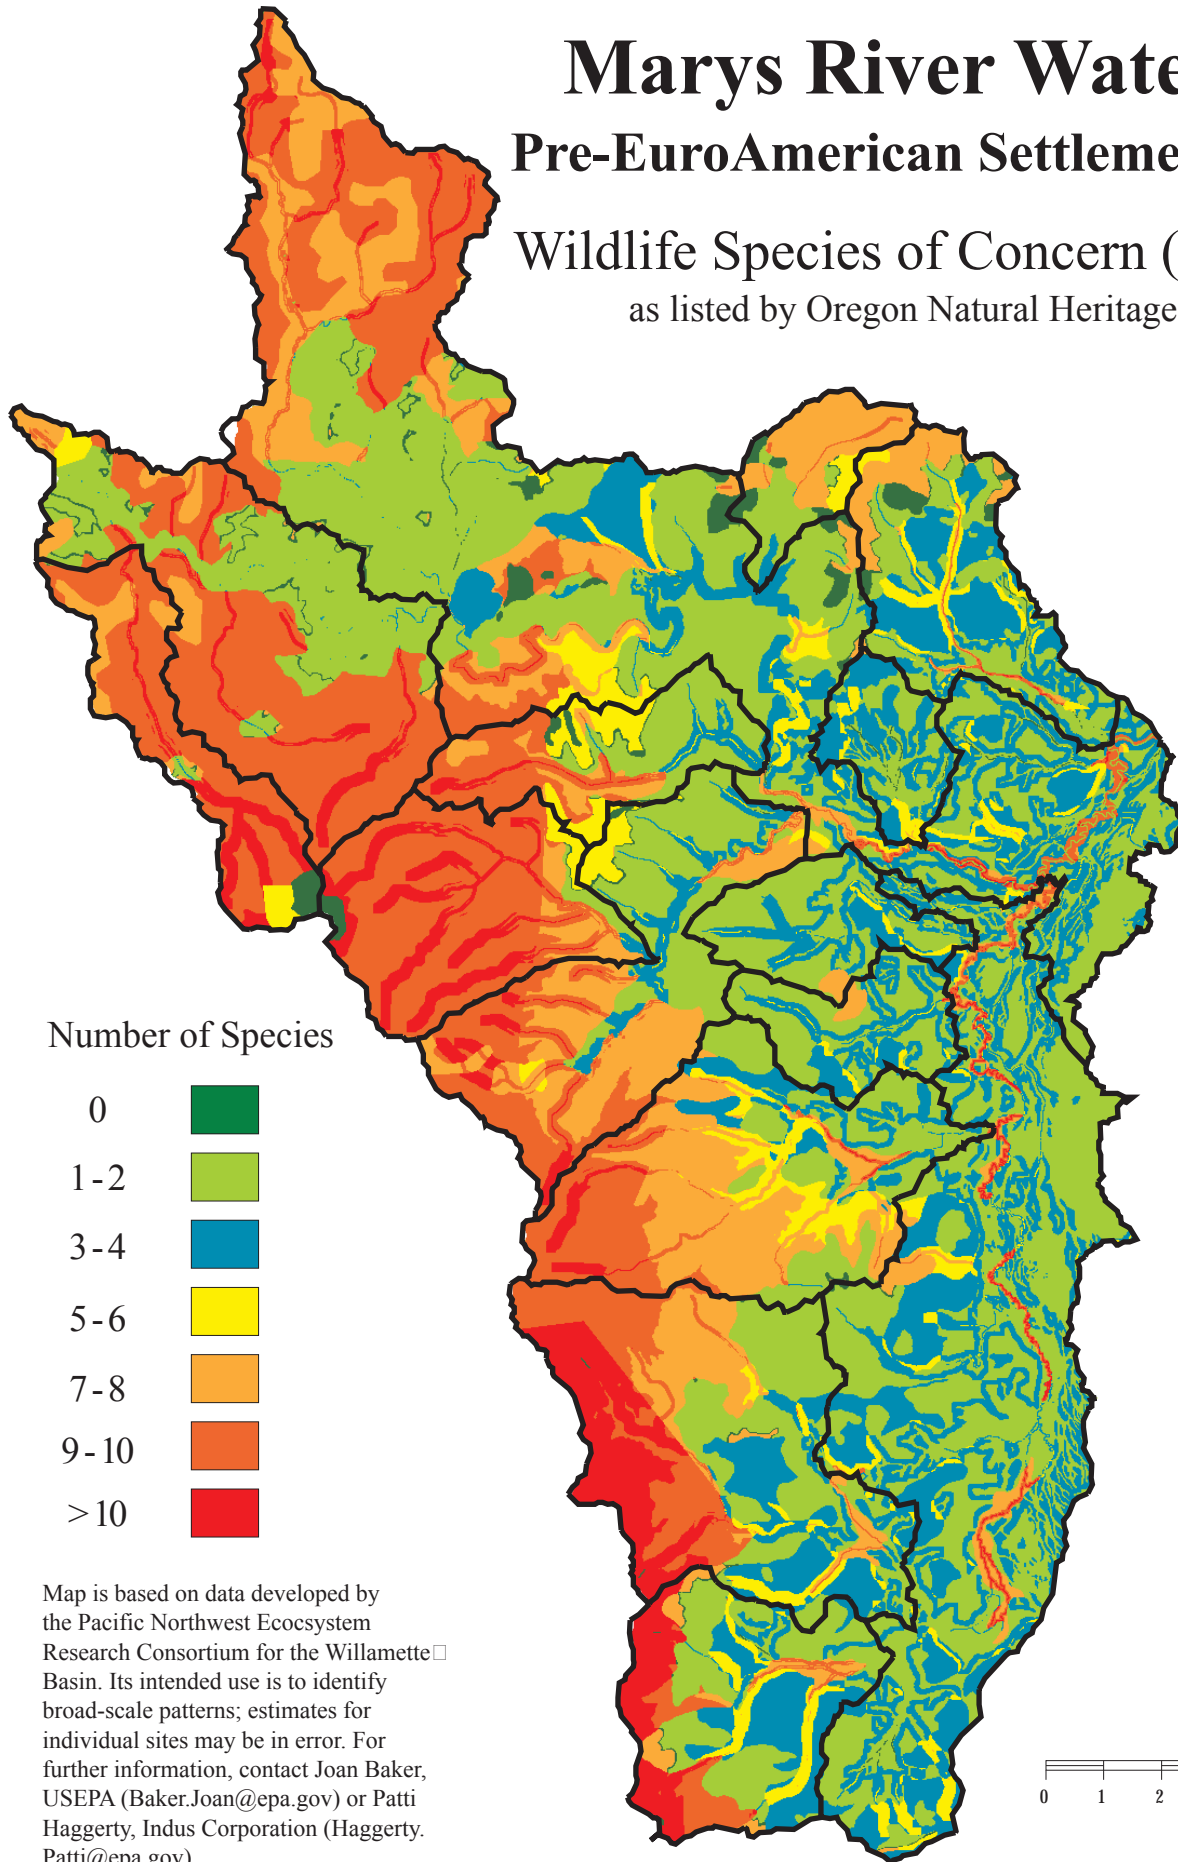 Marys River Wate
Pre-EuroAmerican Settleme
Wildlife Species of Concern (
as listed by Oregon Natural Heritage
Number of Species
0
1-2
3-4
5-6
7-8
9-10
>10
Map is based on data developed by
the Pacific Northwest Ecocsystem
Research Consortium for the Willamette
Basin. Its intended use is to identify
broad-scale patterns; estimates for
individual sites may be in error. For
further information, contact Joan Baker,
USEPA (Baker.Joan@epa.gov) or Patti
Haggerty, Indus Corporation (Haggerty.
Patti@epa.gov)
0 1 2